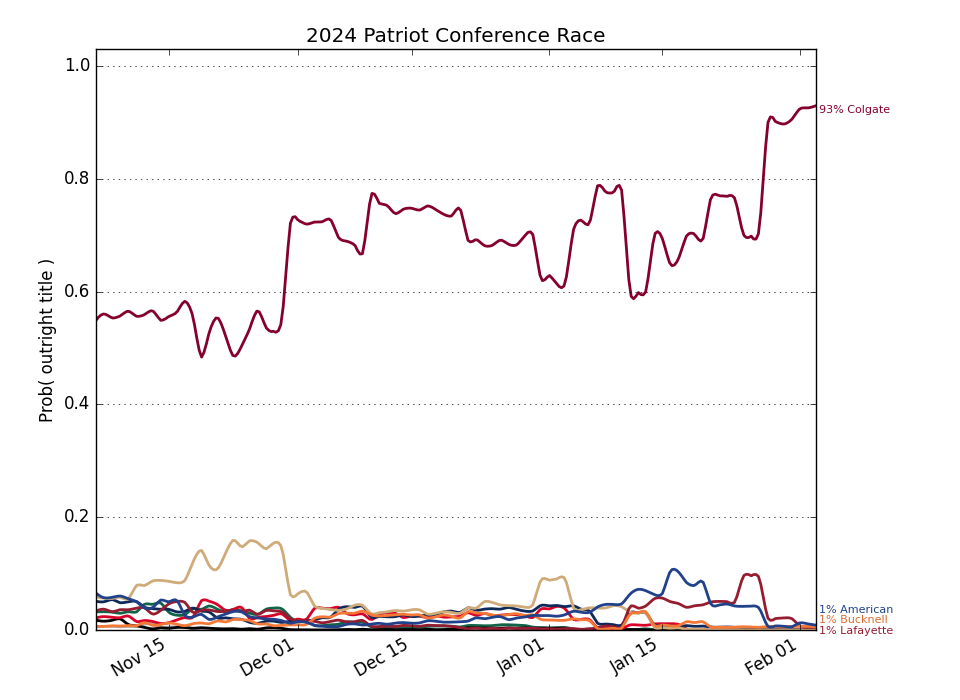 2024 Patriot Conference Race
Prob( outright title )
1.0
0.8
0.6
0.4
0.2
0.0
93% Colgate
1% American
1% Bucknell
1% Lafayette
Nov 15
Dec 01
Dec 15
Jan 01
Jan 15
Feb 01